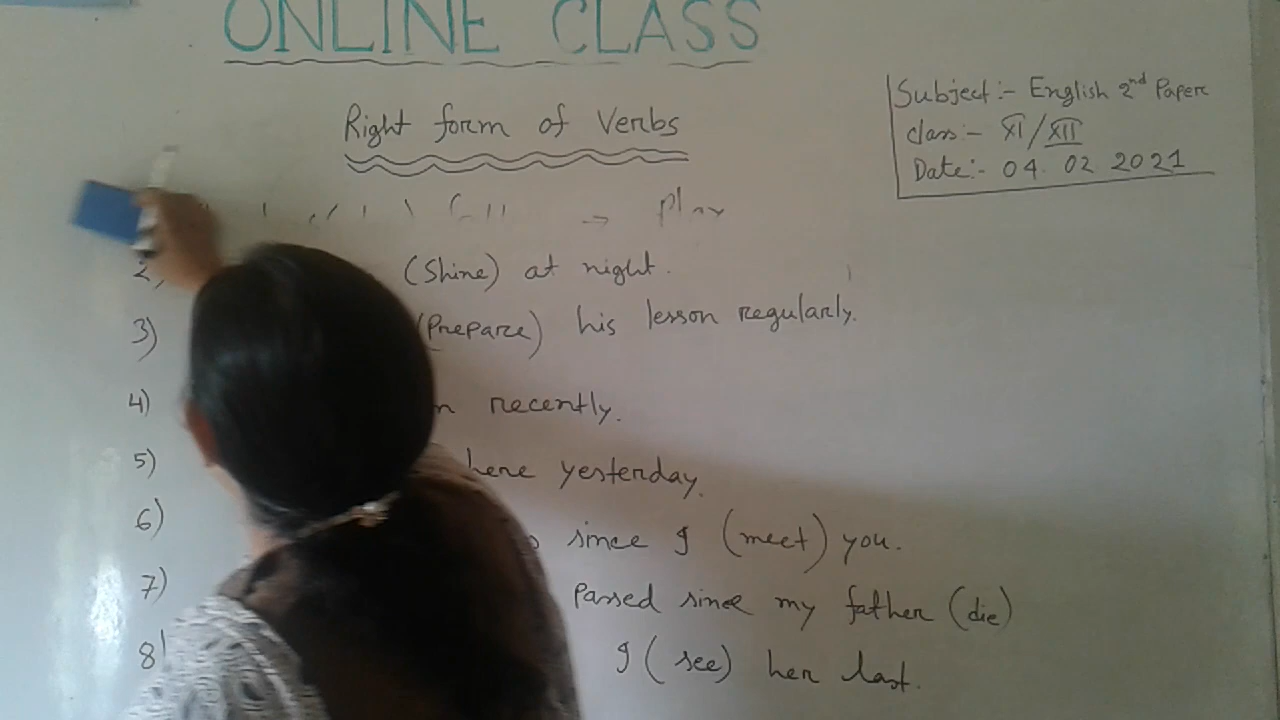 ONLINE CLASS
Right form of Verbs
Subject:- English 2nd Paper
class:- XI/XII
Date:- 04. 02 2021
→ Play
2) (Shine) at night.
3) (Prepare) his lesson regularly.
4) recently.
5) here yesterday.
6) since I (meet) you.
7) Passed since my father (die)
8) I (see) her last.